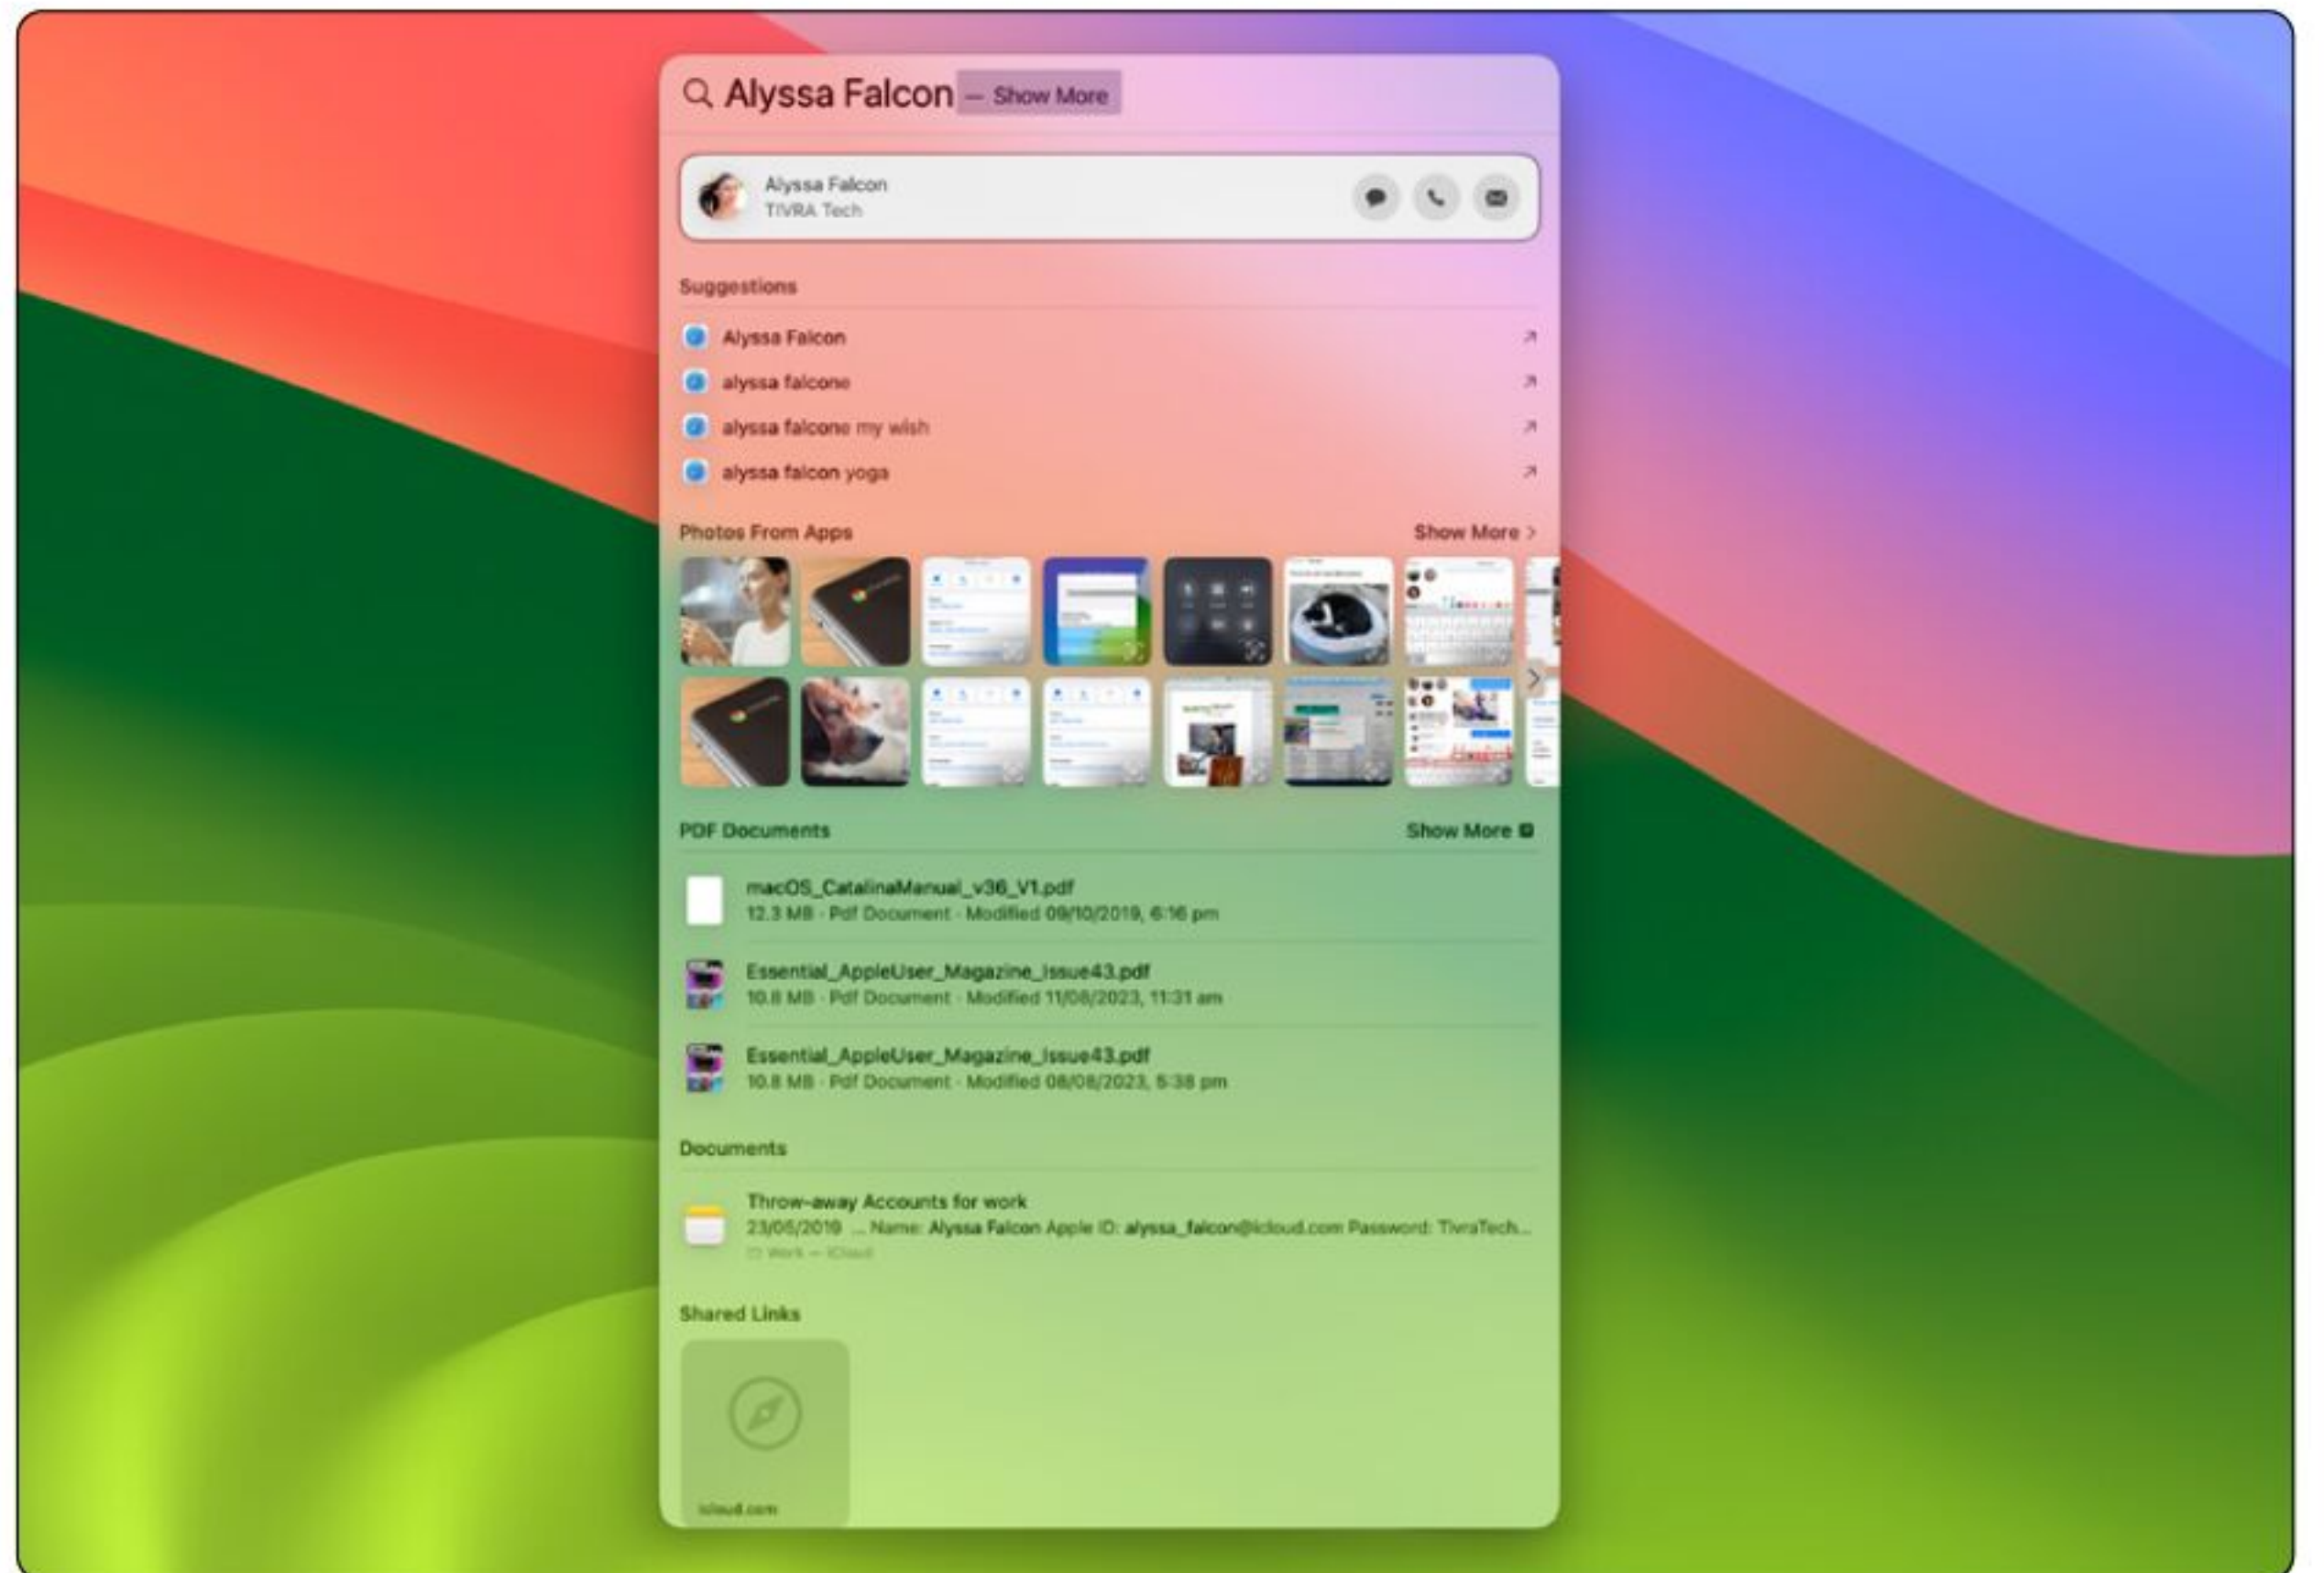 Alyssa Falcon — Show More
Alyssa Falcon
TIVRA Tech
Suggestions
Alyssa Falcon
alyssa falcone
alyssa falcone my wish
alyssa falcon yoga
Photos From Apps Show More >
PDF Documents Show More
macOS_CatalinaManual_v36_V1.pdf
12.3 MB · Pdf Document · Modified 09/10/2019, 6:16 pm
Essential_AppleUser_Magazine_Issue43.pdf
10.8 MB · Pdf Document · Modified 11/08/2023, 11:31 am
Essential_AppleUser_Magazine_Issue43.pdf
10.8 MB · Pdf Document · Modified 08/08/2023, 5:38 pm
Documents
Throw-away Accounts for work
23/05/2019 ... Name: Alyssa Falcon Apple ID: alyssa_falcon@icloud.com Password: TivraTech...
Work — iCloud
Shared Links
icloud.com